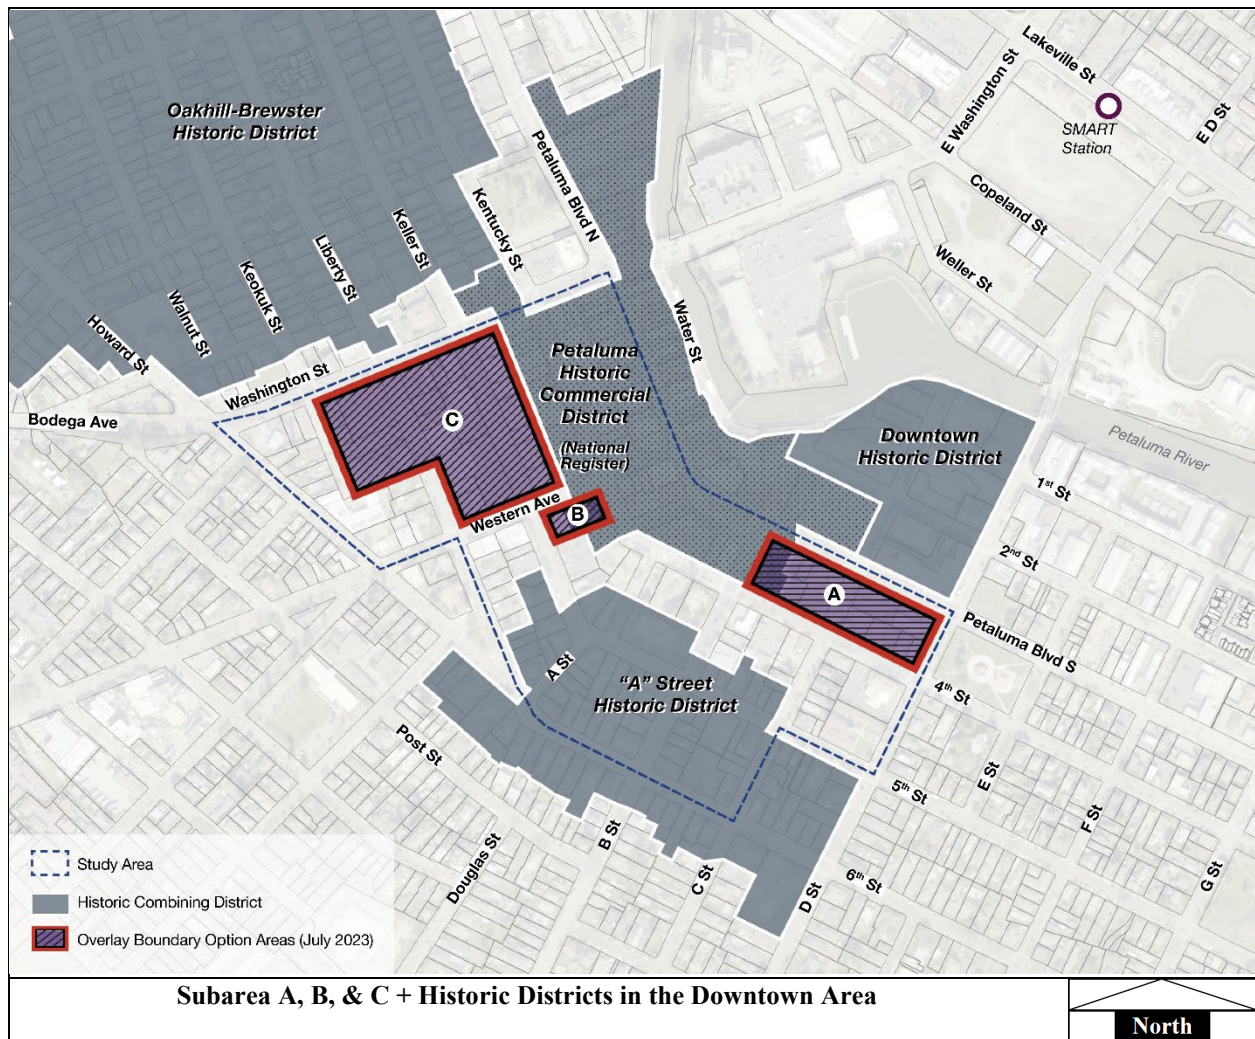 Lakeville St
E Washington St
E D St
SMART
Station
Oakhill-Brewster
Historic District
Petaluma Blvd N
Copeland St
Kentucky St
Keller St
Liberty St
Keokuk St
Walnut St
Howard St
Weller St
Water St
Washington St
Bodega Ave
Petaluma
Historic
Commercial
District
(National
Register)
C
Downtown
Historic District
Petaluma River
1st St
Western Ave
B
2nd St
A
Petaluma Blvd S
A St
"A" Street
Historic District
4th St
Post St
E St
5th St
F St
B St
Douglas St
C St
6th St
D St
G St
Study Area
Historic Combining District
Overlay Boundary Option Areas (July 2023)
Subarea A, B, & C + Historic Districts in the Downtown Area
North